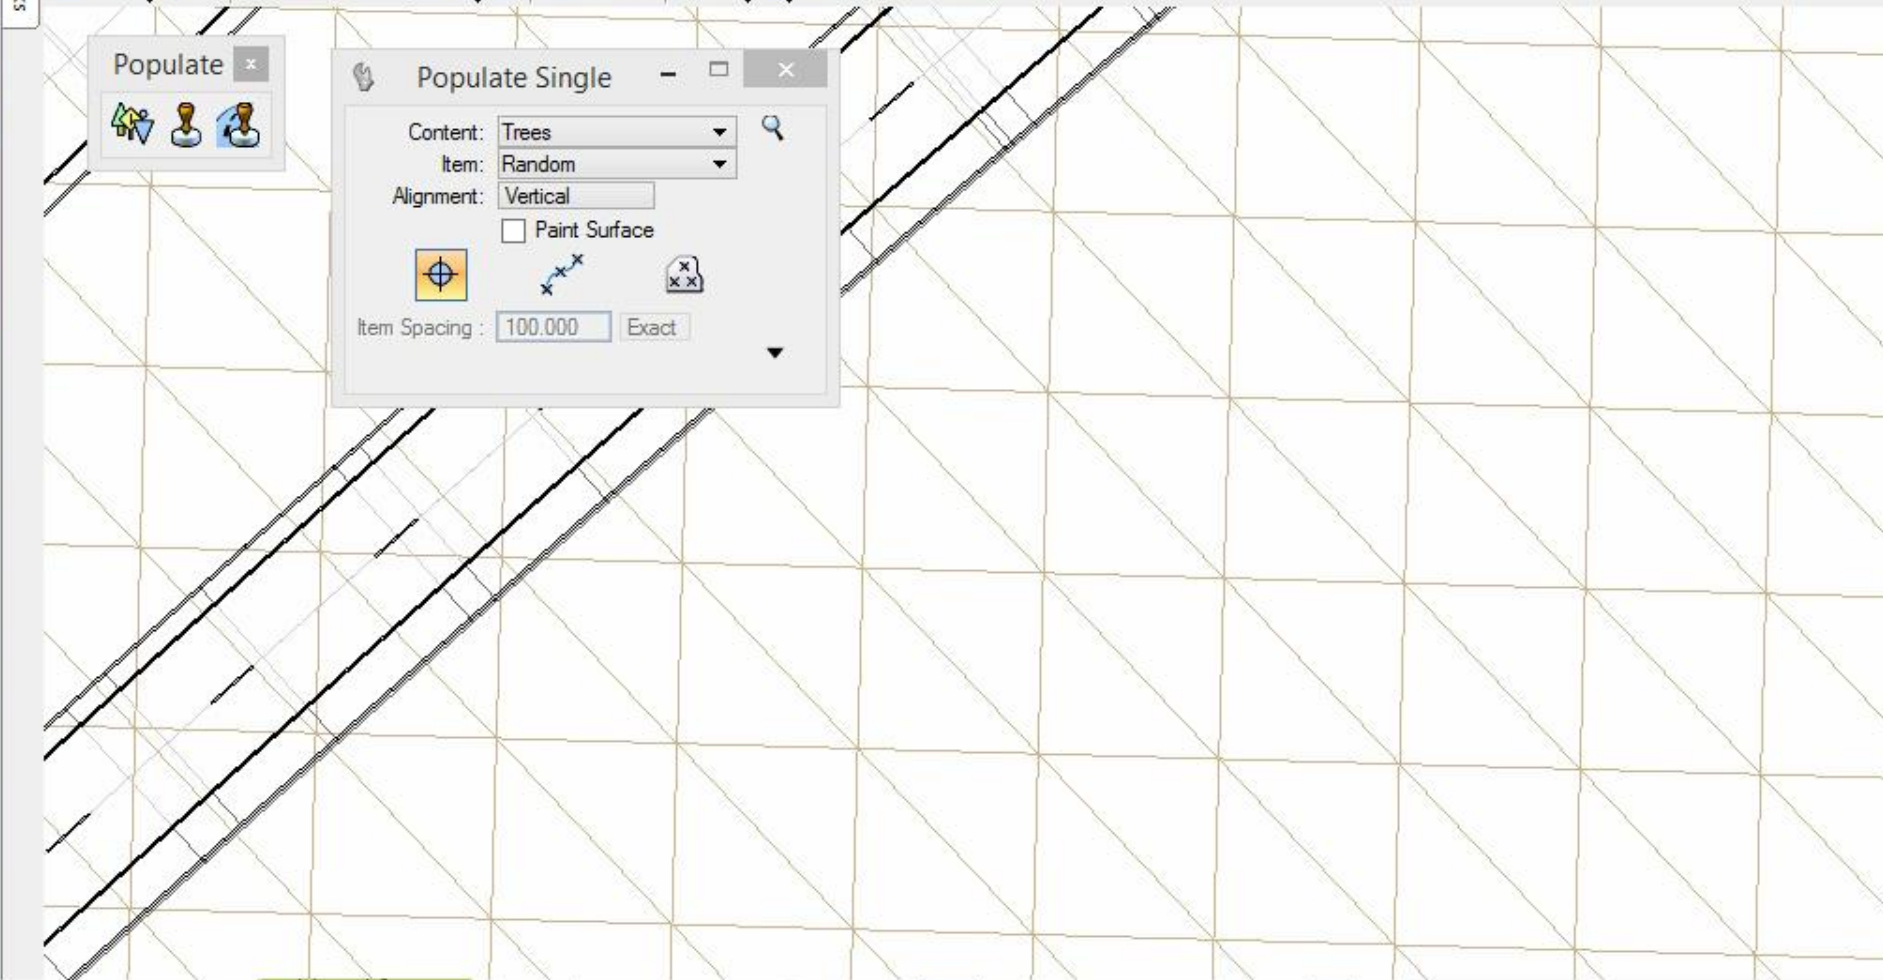 Populate
Populate Single
Content: Trees
Item: Random
Alignment: Vertical
Paint Surface
Item Spacing : 100.000 Exact